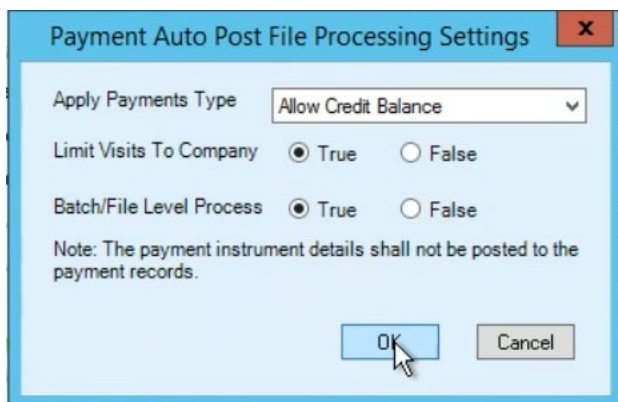 Payment Auto Post File Processing Settings
x
Apply Payments Type Allow Credit Balance
Limit Visits To Company True False
Batch/File Level Process True False
Note: The payment instrument details shall not be posted to the
payment records.
OK Cancel